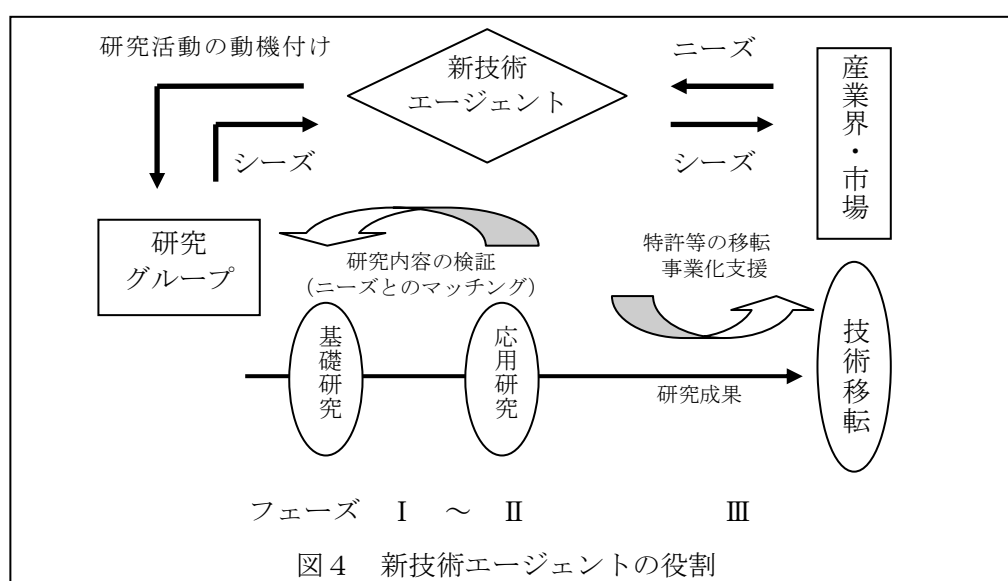 研究活動の動機付け
新技術
エージェント
ニーズ
シーズ
シーズ
産業界・市場
研究
グループ
研究内容の検証
(ニーズとのマッチング)
特許等の移転
事業化支援
基礎研究
応用研究
研究成果
技術移転
フェーズ Ⅰ ~ Ⅱ Ⅲ
図4 新技術エージェントの役割